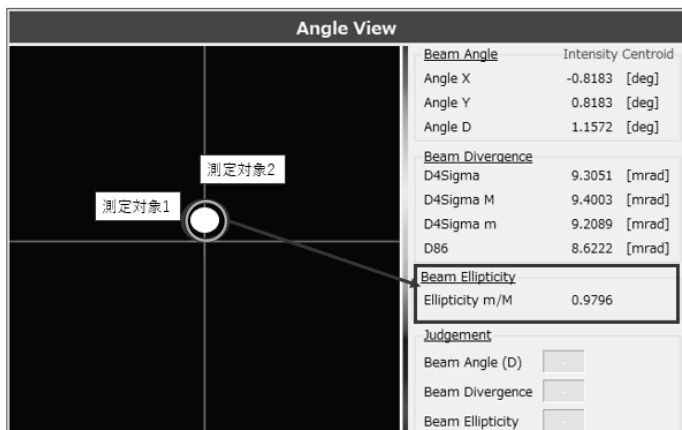 Angle View
測定対象2
測定対象1
Beam Angle Intensity Centroid
Angle X -0.8183 [deg]
Angle Y 0.8183 [deg]
Angle D 1.1572 [deg]
Beam Divergence
D4Sigma 9.3051 [mrad]
D4Sigma M 9.4003 [mrad]
D4Sigma m 9.2089 [mrad]
D86 8.6222 [mrad]
Beam Ellipticity
Ellipticity m/M 0.9796
Judgement
Beam Angle (D) -
Beam Divergence -
Beam Ellipticity -